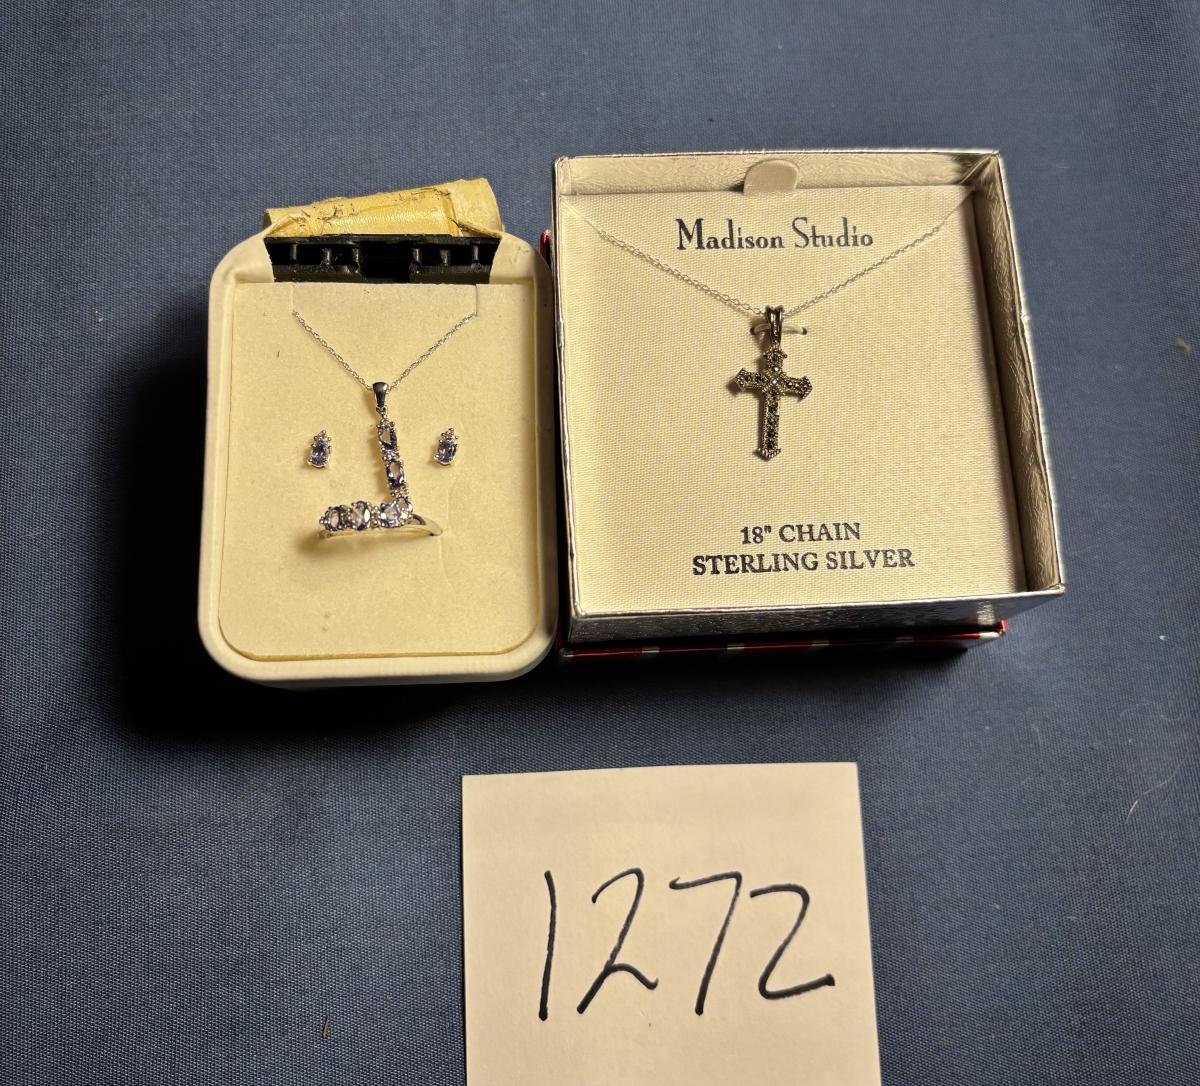 Madison Studio
18" CHAIN
STERLING SILVER
1272